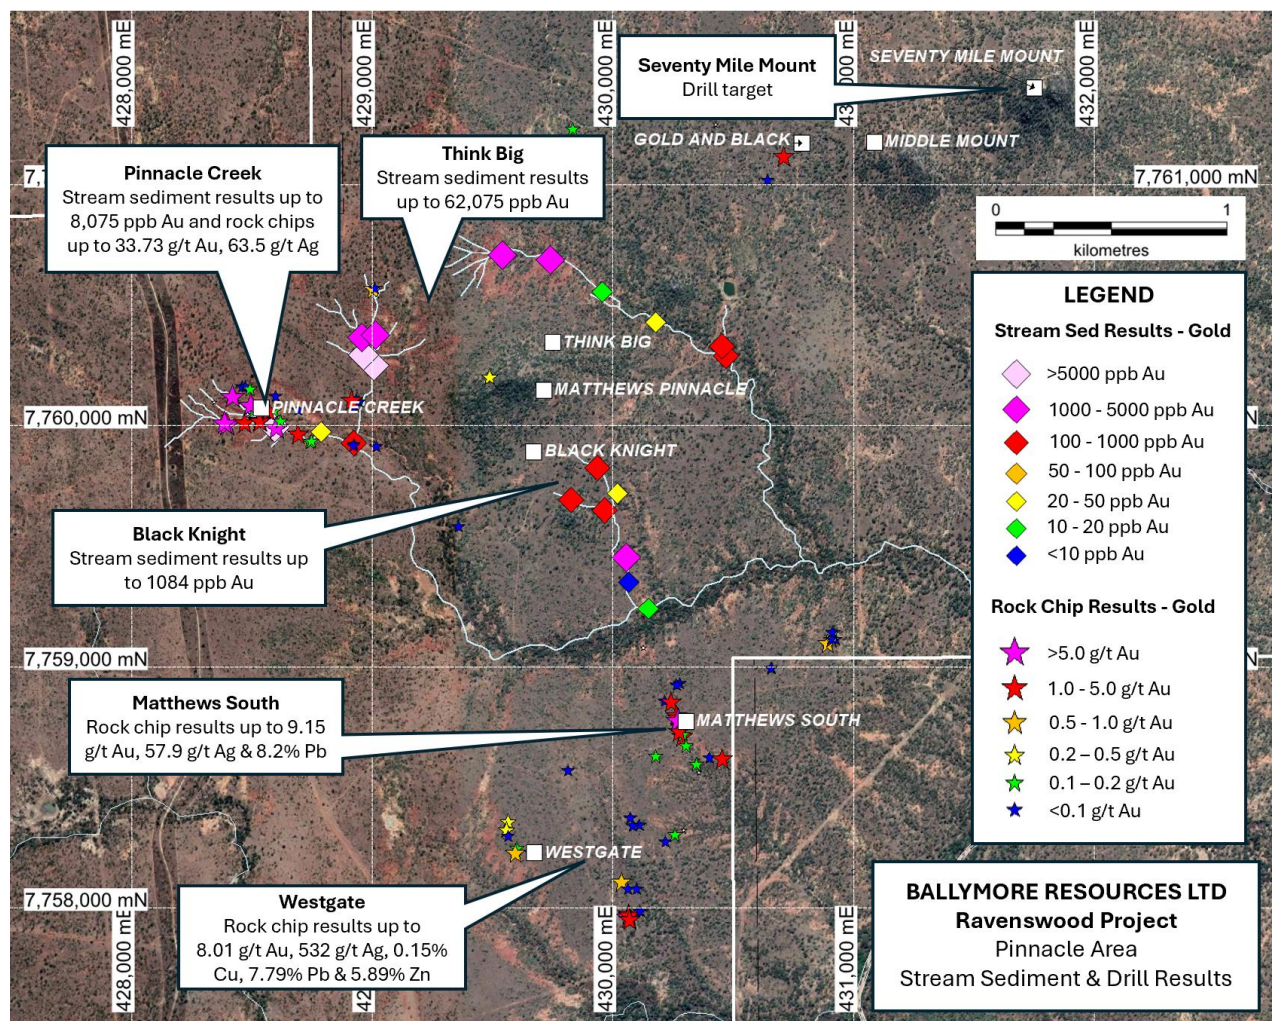 428,000 mE
429,000 mE
430,000 mE
432,000 mE
Seventy Mile Mount
Drill target
SEVENTY MILE MOUNT
GOLD AND BLACK
MIDDLE MOUNT
7,761,000 mN
Pinnacle Creek
Stream sediment results up to
8,075 ppb Au and rock chips
up to 33.73 g/t Au, 63.5 g/t Ag
Think Big
Stream sediment results
up to 62,075 ppb Au
0 1
kilometres
LEGEND
Stream Sed Results - Gold
>5000 ppb Au
1000 - 5000 ppb Au
100 - 1000 ppb Au
50 - 100 ppb Au
20 - 50 ppb Au
10 - 20 ppb Au
<10 ppb Au
Rock Chip Results - Gold
>5.0 g/t Au
1.0 - 5.0 g/t Au
0.5 - 1.0 g/t Au
0.2 – 0.5 g/t Au
0.1 – 0.2 g/t Au
<0.1 g/t Au
THINK BIG
MATTHEWS PINNACLE
PINNACLE CREEK
7,760,000 mN
BLACK KNIGHT
Black Knight
Stream sediment results up
to 1084 ppb Au
7,759,000 mN
Matthews South
Rock chip results up to 9.15
g/t Au, 57.9 g/t Ag & 8.2% Pb
MATTHEWS SOUTH
WESTGATE
7,758,000 mN
Westgate
Rock chip results up to
8.01 g/t Au, 532 g/t Ag, 0.15%
Cu, 7.79% Pb & 5.89% Zn
428,000 mE
430,000 mE
431,000 mE
BALLYMORE RESOURCES LTD
Ravenswood Project
Pinnacle Area
Stream Sediment & Drill Results